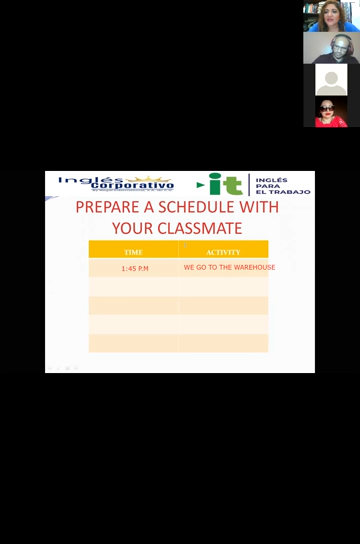 Inglés
Corporativo
it
INGLÉS
PARA
EL TRABAJO
PREPARE A SCHEDULE WITH
YOUR CLASSMATE
TIME ACTIVITY
1:45 P.M WE GO TO THE WAREHOUSE